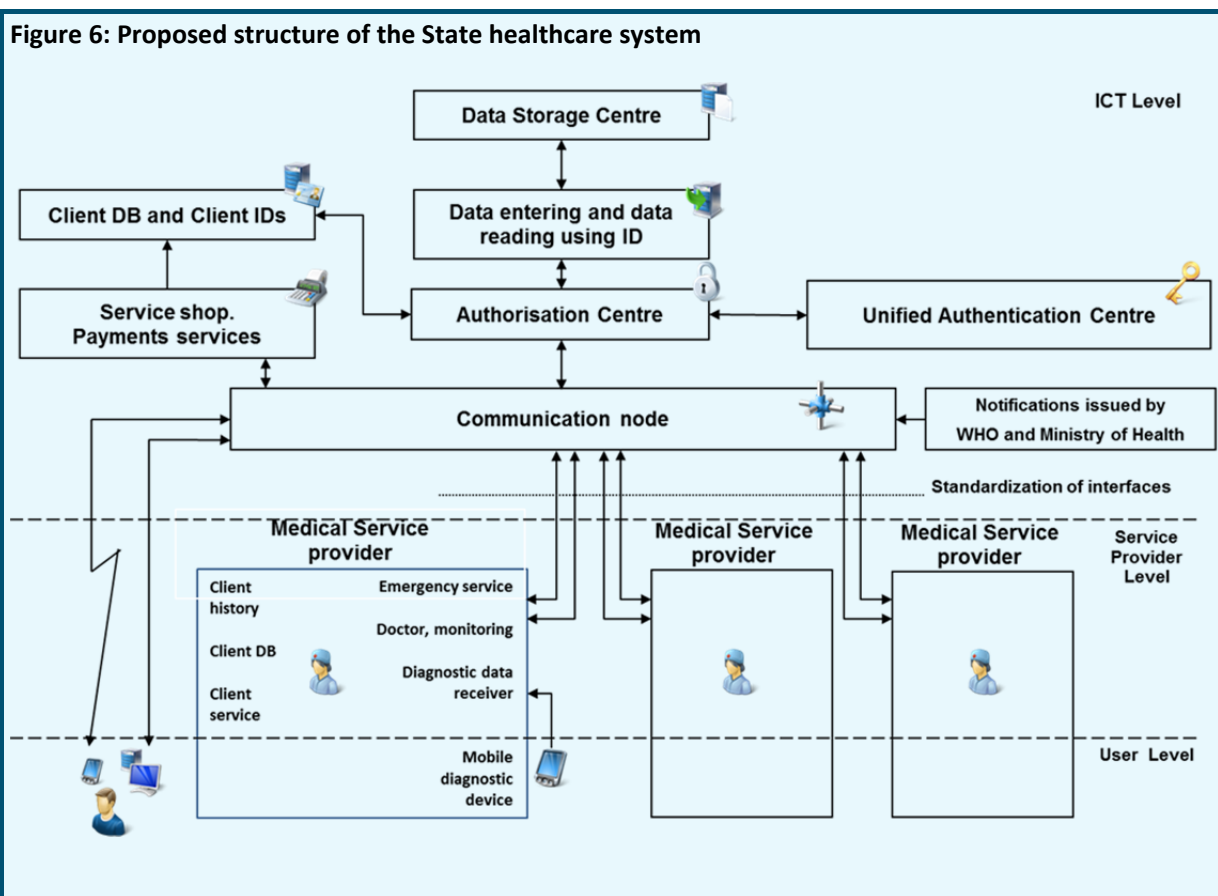 Figure 6: Proposed structure of the State healthcare system
ICT Level
Data Storage Centre
Client DB and Client IDs
Data entering and data
reading using ID
Service shop.
Payments services
Authorisation Centre
Unified Authentication Centre
Communication node
Notifications issued by
WHO and Ministry of Health
Standardization of interfaces
Medical Service
provider
Medical Service
provider
Medical Service
provider
Service
Provider
Level
Client
history
Emergency service
Doctor, monitoring
Client DB
Diagnostic data
receiver
Client
service
User Level
Mobile
diagnostic
device